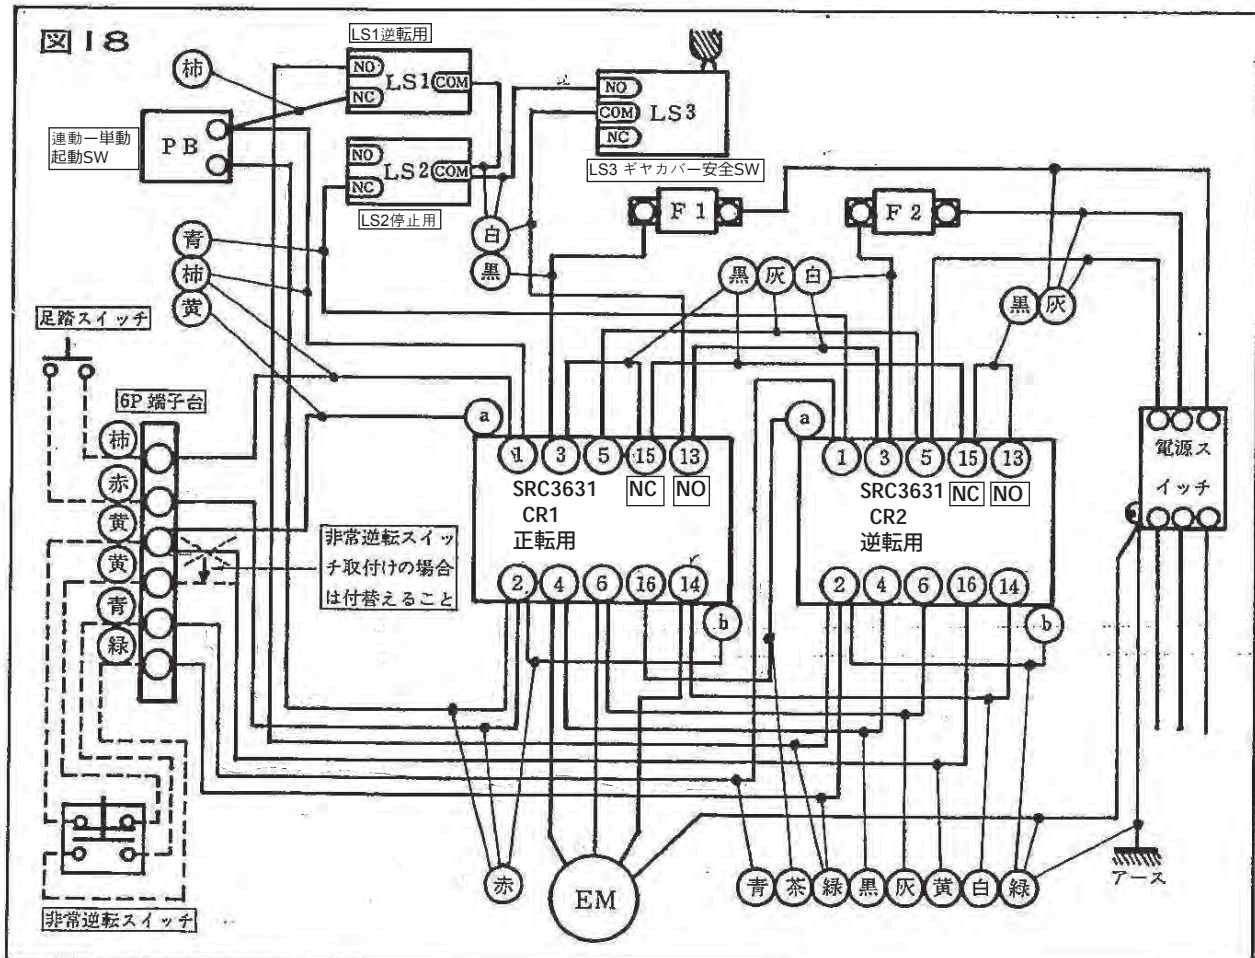 図18
LS1逆転用
柿
NO
NC
LS1
COM
NO
COM
NC
LS3
連動一単動
起動SW
PB
NO
NC
LS2
COM
LS3 ギヤカバー安全SW
LS2停止用
F1
F2
青
柿
黄
白
黒
黒
灰
白
黒
灰
足踏スイッチ
6P 端子台
柿
赤
黄
黄
青
緑
a
1
3
5
15
13
SRC3631
NC
NO
CR1
正転用
2
4
6
16
14
b
a
1
3
5
15
13
SRC3631
NC
NO
CR2
逆転用
2
4
6
16
14
b
電源ス
イッチ
非常逆転スイッ
チ取付けの場合
は付替えること
赤
EM
青
茶
緑
黒
灰
黄
白
緑
アース
非常逆転スイッチ